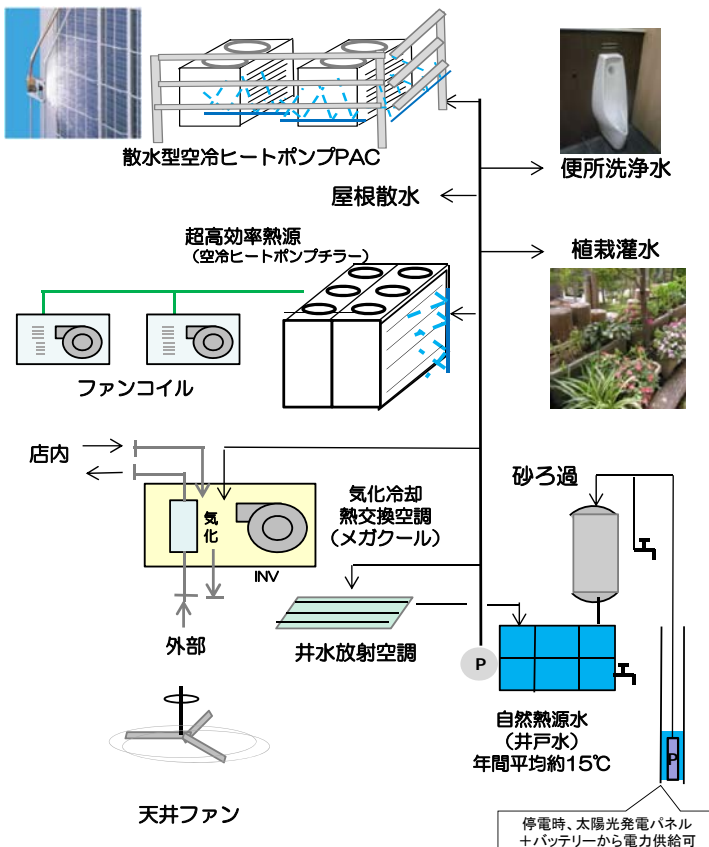 散水型空冷ヒートポンプPAC
便所洗浄水
屋根散水
超高効率熱源
（空冷ヒートポンプチラー）
植栽灌水
ファンコイル
店内
砂ろ過
気化冷却
熱交換空調
（メガクール）
気
化
INV
外部
井水放射空調
P
自然熱源水
（井戸水）
年間平均約15℃
P
天井ファン
停電時、太陽光発電パネル
＋バッテリーから電力供給可